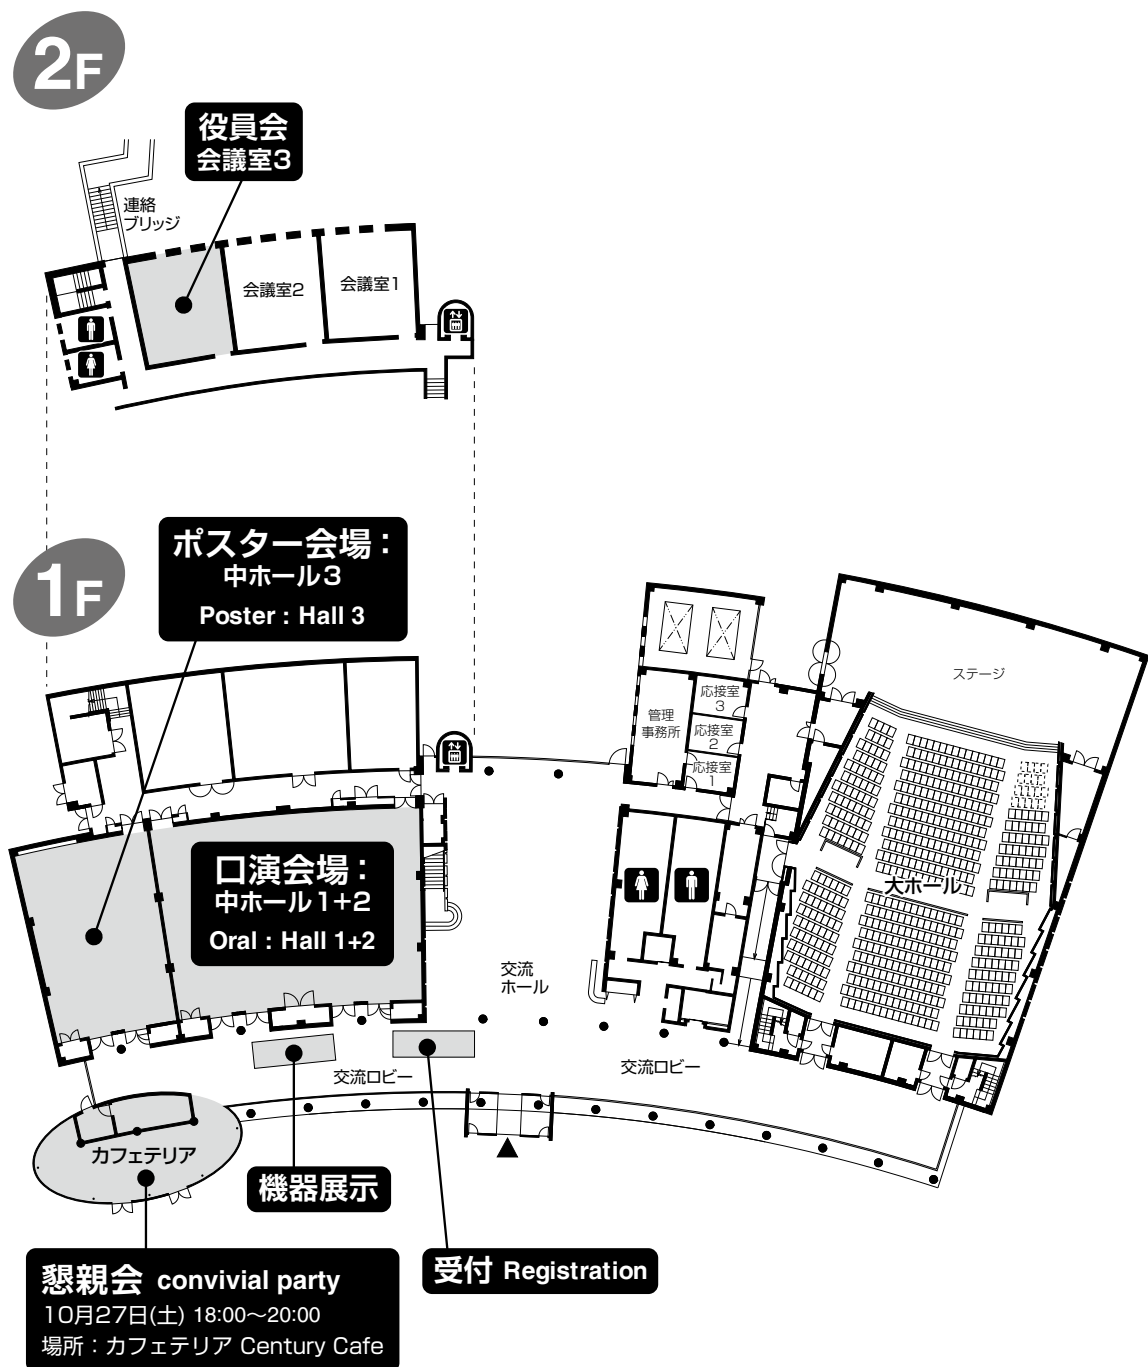 2F
役員会
会議室3
連絡
ブリッジ
会議室2
会議室1
1F
ポスター会場：
中ホール3
Poster : Hall 3
ステージ
応接室
3
管理
事務所
応接室
2
応接室
1
口演会場：
中ホール1+2
Oral : Hall 1+2
大ホール
交流
ホール
交流ロビー
交流ロビー
カフェテリア
機器展示
受付 Registration
懇親会 convivial party
10月27日(土) 18:00～20:00
場所：カフェテリア Century Cafe